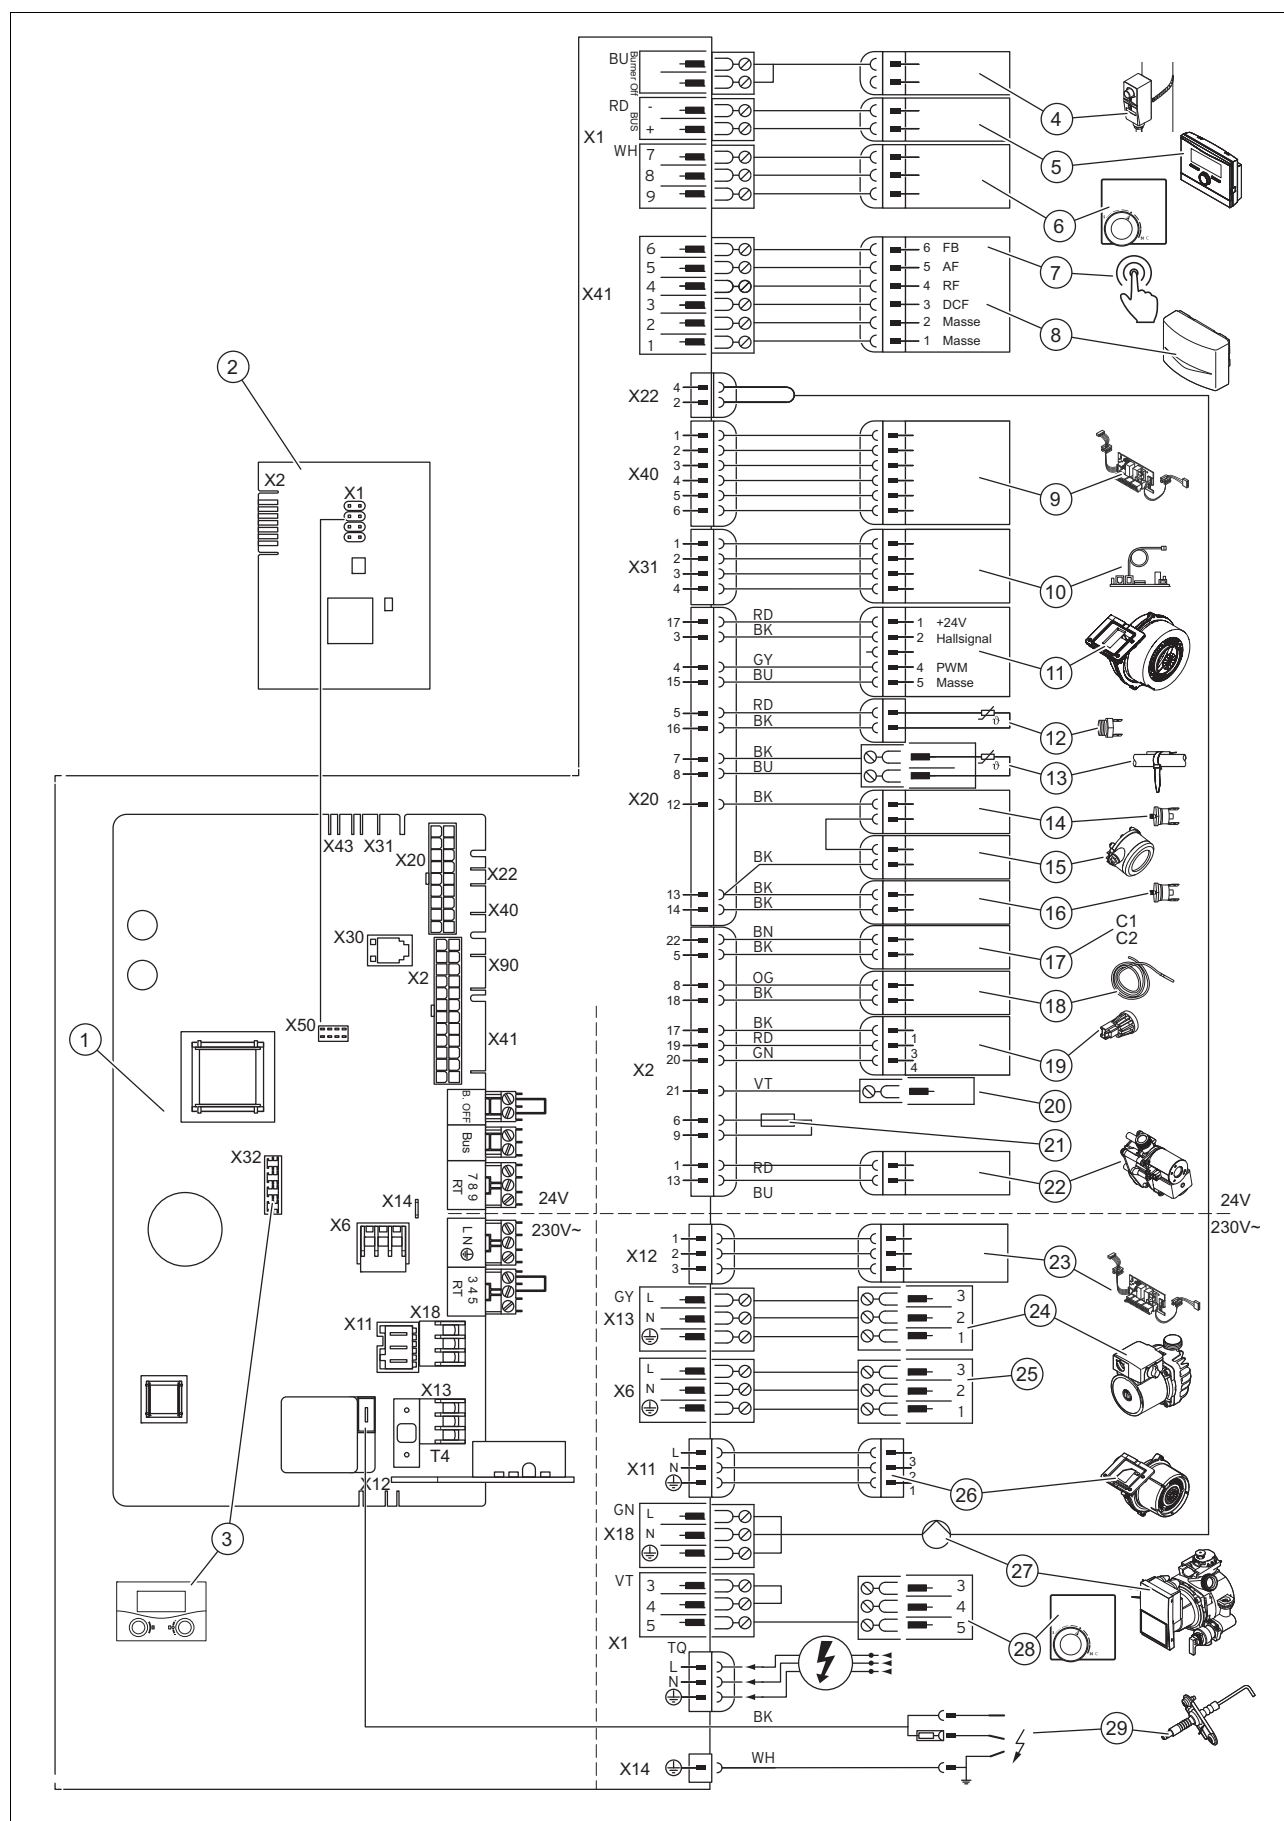 BU
Burner Off
RD - BUS
+
X1
WH 7
8
9
4
5
6
X41
6
5
4
3
2
1
6 FB
5 AF
4 RF
3 DCF
2 Masse
1 Masse
7
8
2
X22
4
2
X2
X1
X40
1
2
3
4
5
6
9
X31
1
2
3
4
10
17 RD
3 BK
4 GY
15 BU
1 +24V
2 Hallsignal
4 PWM
5 Masse
11
5 RD
16 BK
ϑ
12
7 BK
8 BU
ϑ
13
X20
12 BK
14
15
BK
13 BK
14 BK
16
22 BN
5 BK
17
C1
C2
8 OG
18 BK
18
X2
17 BK
19 RD
20 GN
1
3
4
19
21 VT
20
6
9
21
1 RD
13 BU
22
24V
230V~
X43 X31
X20
X22
X40
X30
X2
X90
X50
X41
1
B. OFF
Bus
7 8 9
RT
24V
X32
X14
X6
L N
230V~
3 4 5
RT
X11
X18
X13
T4
X12
3
X12
1
2
3
23
GY L
X13 N
3
2
1
24
L
X6 N
3
2
1
25
L
X11 N
3
2
1
26
GN L
X18 N
27
VT 3
4
5
X1
3
4
5
28
TQ
L
N
BK
29
X14
WH